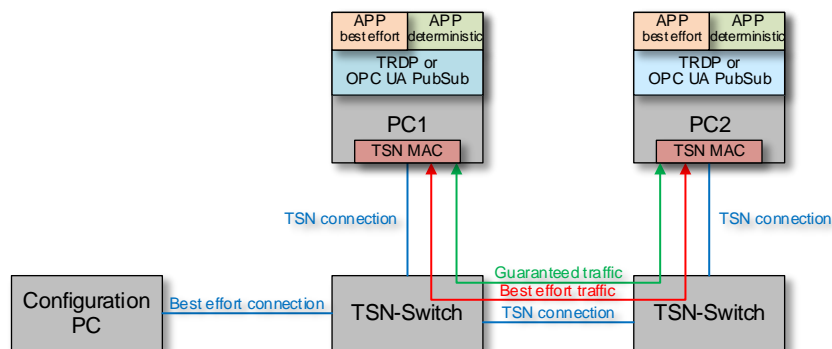 APP
best effort
APP
deterministic
TRDP or
OPC UA PubSub
PC1
TSN MAC
APP
best effort
APP
deterministic
TRDP or
OPC UA PubSub
PC2
TSN MAC
TSN connection
TSN connection
Guaranteed traffic
Best effort traffic
TSN connection
Configuration
PC
Best effort connection
TSN-Switch
TSN-Switch